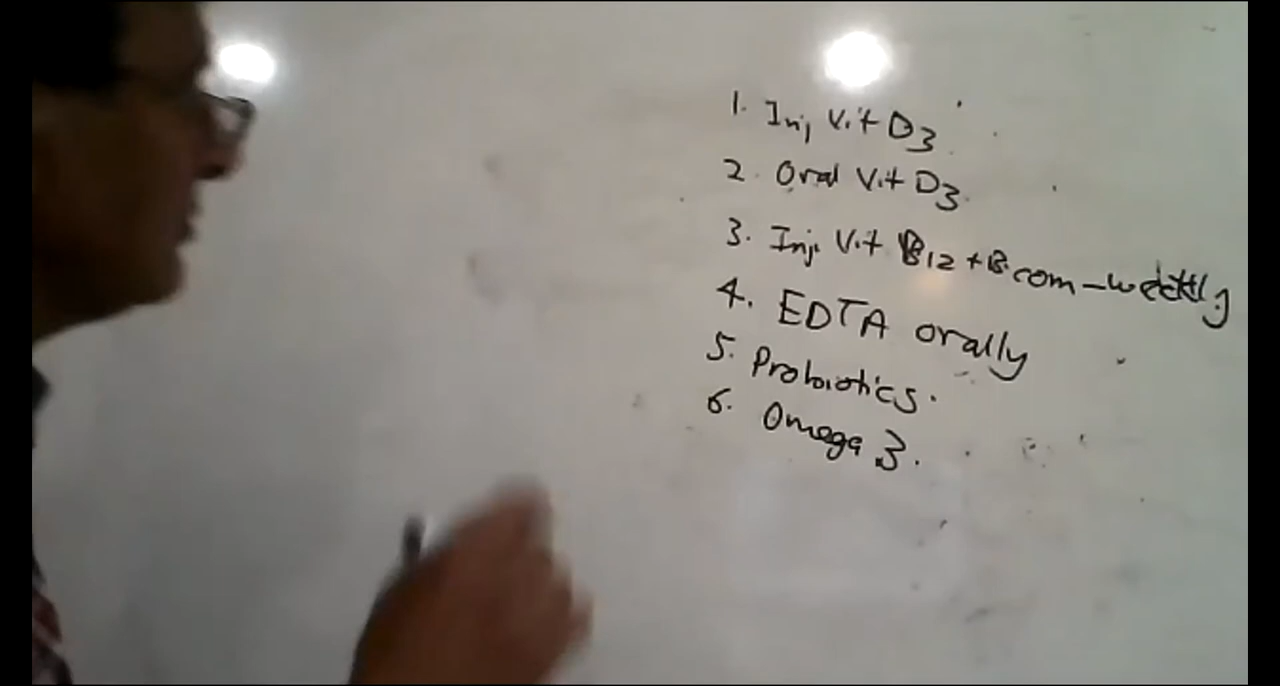 1. Inj Vit D3
2. Oral Vit D3.
3. Inj. Vit B12 + B.com - weekly
4. EDTA orally
5. Probiotics.
6. Omega 3.